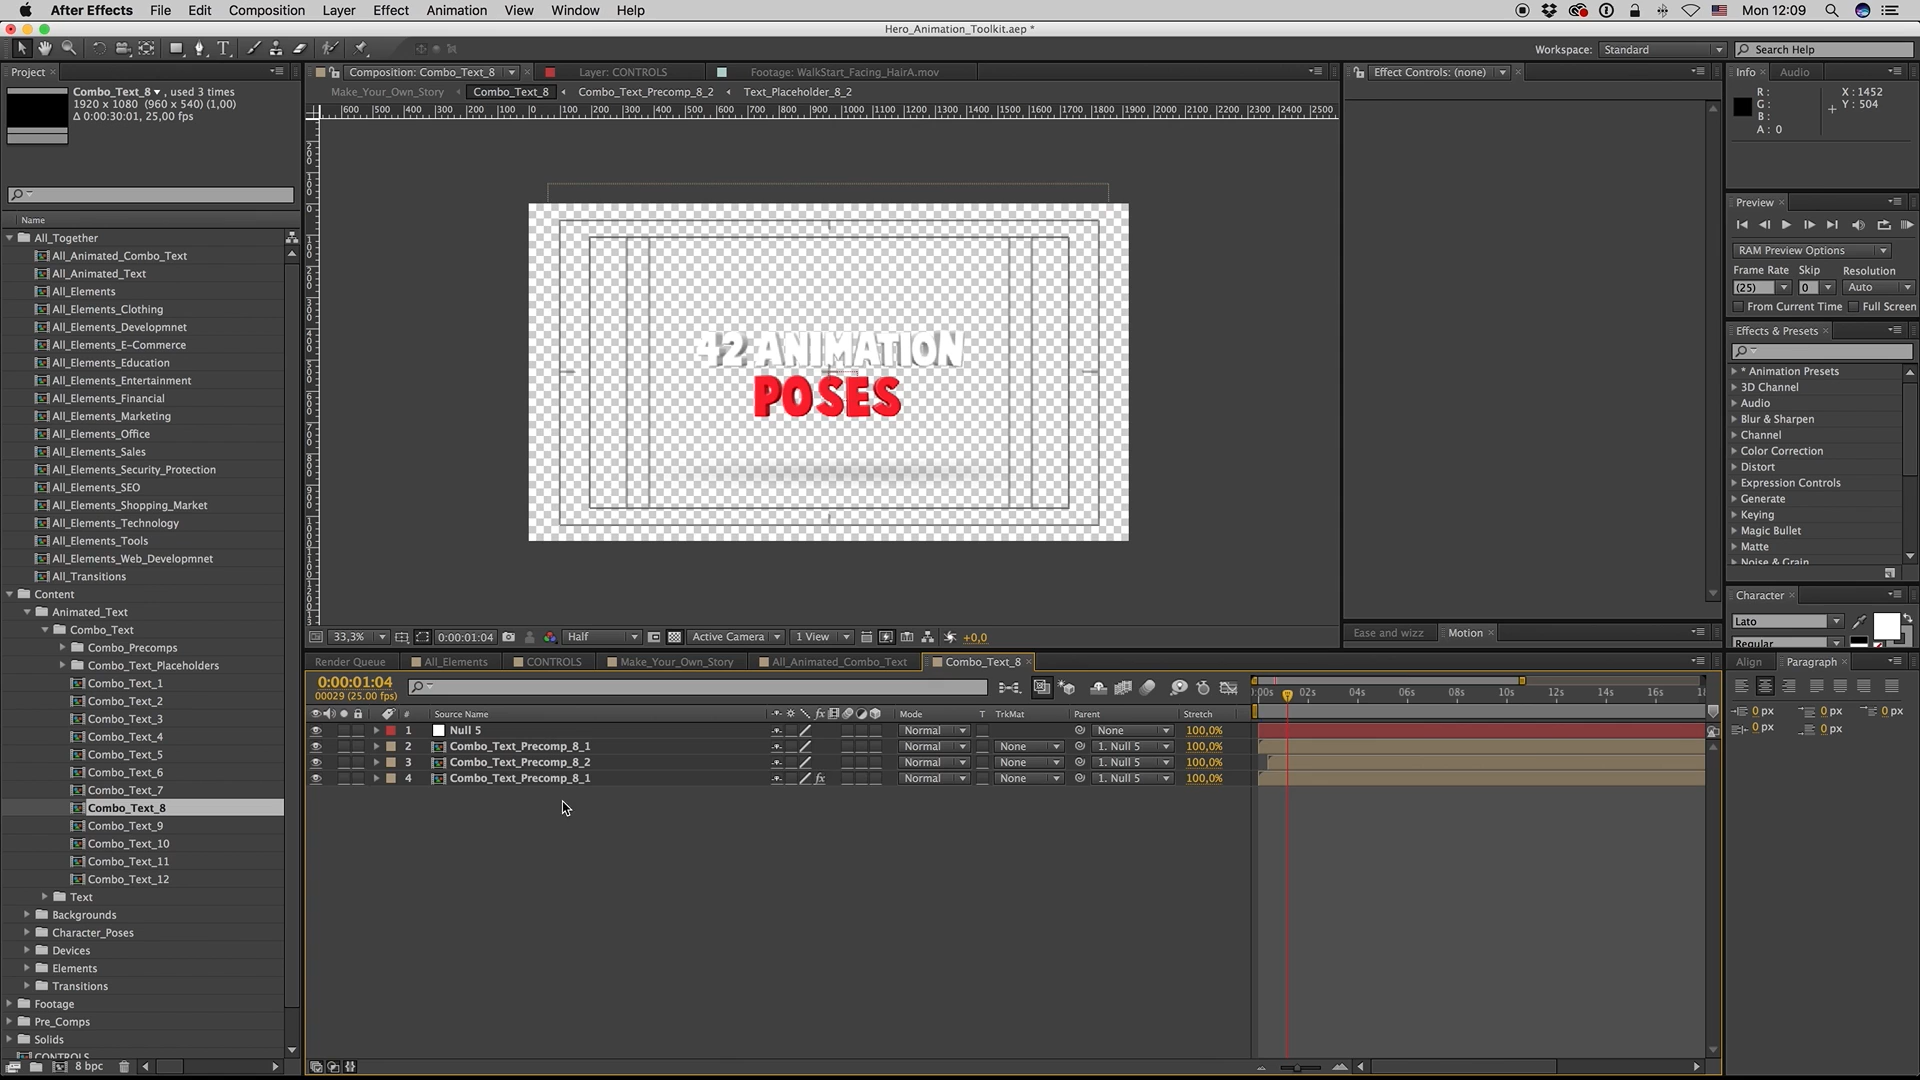 After Effects File Edit Composition Layer Effect Animation View Window Help Mon 12:09
Hero_Animation_Toolkit.aep *
Workspace: Standard Search Help
Project
Composition: Combo_Text_8
Layer: CONTROLS
Footage: WalkStart_Facing_HairA.mov
Effect Controls: (none)
Info Audio
Combo_Text_8 , used 3 times
1920 x 1080 (960 x 540) (1,00)
Δ 0:00:30:01, 25,00 fps
Make_Your_Own_Story Combo_Text_8 Combo_Text_Precomp_8_2 Text_Placeholder_8_2
R :
G :
B :
A : 0
X : 1452
Y : 504
Name
All_Together
All_Animated_Combo_Text
All_Animated_Text
All_Elements
All_Elements_Clothing
All_Elements_Developmnet
All_Elements_E-Commerce
All_Elements_Education
All_Elements_Entertainment
All_Elements_Financial
All_Elements_Marketing
All_Elements_Office
All_Elements_Sales
All_Elements_Security_Protection
All_Elements_SEO
All_Elements_Shopping_Market
All_Elements_Technology
All_Elements_Tools
All_Elements_Web_Developmnet
All_Transitions
Content
Animated_Text
Combo_Text
Combo_Precomps
Combo_Text_Placeholders
Combo_Text_1
Combo_Text_2
Combo_Text_3
Combo_Text_4
Combo_Text_5
Combo_Text_6
Combo_Text_7
Combo_Text_8
Combo_Text_9
Combo_Text_10
Combo_Text_11
Combo_Text_12
Text
Backgrounds
Character_Poses
Devices
Elements
Transitions
Footage
Pre_Comps
Solids
CONTROLS
8 bpc
42 ANIMATION
POSES
33,3% 0:00:01:04 Half Active Camera 1 View +0,0
Preview
RAM Preview Options
Frame Rate Skip Resolution
(25) 0 Auto
From Current Time Full Screen
Effects & Presets
* Animation Presets
3D Channel
Audio
Blur & Sharpen
Channel
Color Correction
Distort
Expression Controls
Generate
Keying
Magic Bullet
Matte
Noise & Grain
Character
Lato
Regular
Ease and wizz Motion
Align Paragraph
0 px 0 px 0 px
0 px 0 px
Render Queue All_Elements CONTROLS Make_Your_Own_Story All_Animated_Combo_Text Combo_Text_8
0:00:01:04
00029 (25.00 fps)
:00s 02s 04s 06s 08s 10s 12s 14s 16s
# Source Name Mode T TrkMat Parent Stretch
1 Null 5 Normal None 100,0%
2 Combo_Text_Precomp_8_1 Normal None 1. Null 5 100,0%
3 Combo_Text_Precomp_8_2 Normal None 1. Null 5 100,0%
4 Combo_Text_Precomp_8_1 Normal None 1. Null 5 100,0%